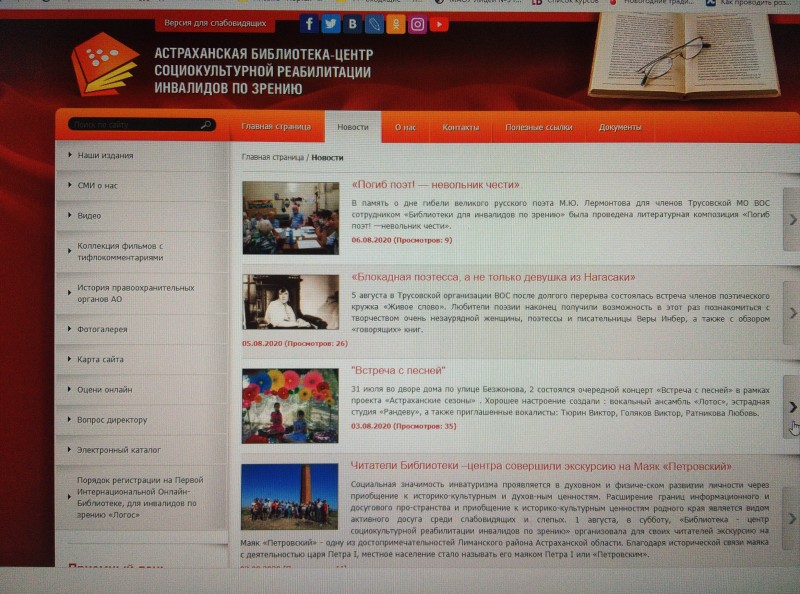 Версия для слабовидящих
АСТРАХАНСКАЯ БИБЛИОТЕКА-ЦЕНТР
СОЦИОКУЛЬТУРНОЙ РЕАБИЛИТАЦИИ
ИНВАЛИДОВ ПО ЗРЕНИЮ
Поиск по сайту
Главная страница
Новости
О нас
Контакты
Полезные ссылки
Документы
Наши издания
СМИ о нас
Видео
Коллекция фильмов с
тифлокомментариями
История правоохранительных
органов АО
Фотогалерея
Карта сайта
Оцени онлайн
Вопрос директору
Электронный каталог
Порядок регистрации на Первой
Интернациональной Онлайн-
Библиотеке, для инвалидов по
зрению «Логос»
Главная страница / Новости
«Погиб поэт! — невольник чести».
В память о дне гибели великого русского поэта М.Ю. Лермонтова для членов Трусовской МО ВОС
сотрудником «Библиотеки для инвалидов по зрению» была проведена литературная композиция «Погиб
поэт! —невольник чести».
06.08.2020 (Просмотров: 9)
«Блокадная поэтесса, а не только девушка из Нагасаки»
5 августа в Трусовской организации ВОС после долгого перерыва состоялась встреча членов поэтического
кружка «Живое слово». Любители поэзии наконец получили возможность в этот раз познакомиться с
творчеством очень незаурядной женщины, поэтессы и писательницы Веры Инбер, а также с обзором
«говорящих» книг.
05.08.2020 (Просмотров: 26)
"Встреча с песней"
31 июля во дворе дома по улице Безжонова, 2 состоялся очередной концерт «Встреча с песней» в рамках
проекта «Астраханские сезоны» . Хорошее настроение создали : вокальный ансамбль «Лотос», эстрадная
студия «Рандеву», а также приглашенные вокалисты: Тюрин Виктор, Голяков Виктор, Ратникова Любовь.
03.08.2020 (Просмотров: 35)
Читатели Библиотеки –центра совершили экскурсию на Маяк «Петровский»
Социальная значимость инватуризма проявляется в духовном и физиче-ском развитии личности через
приобщение к историко-культурным и духов-ным ценностям. Расширение границ информационного и
досугового про-странства и приобщение к историко-культурным ценностям родного края является видом
активного досуга среди слабовидящих и слепых. 1 августа, в субботу, «Библиотека - центр
социокультурной реабилитации инвалидов по зрению» организовала для своих читателей экскурсию на
Маяк «Петровский» - одну из достопримечательностей Лиманского района Астраханской области. Благодаря исторической связи маяка
с деятельностью царя Петра I, местное население стало называть его маяком Петра I или «Петровским».